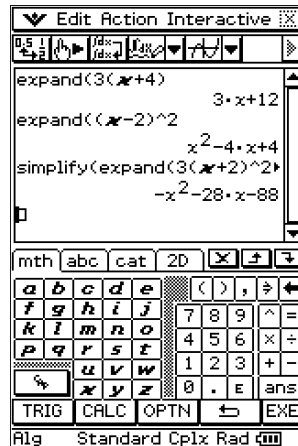 Edit Action Interactive
expand(3(x+4)
3·x+12
expand((x-2)^2
x²-4·x+4
simplify(expand(3(x+2)^2
-x²-28·x-88
mth abc cat 2D
a b c d e ( ) , ⇒
f g h i j 7 8 9 ^ =
k l m n o 4 5 6 × ÷
p q r s t 1 2 3 + -
u v w 0 . E ans
x y z
TRIG CALC OPTN EXE
Alg Standard Cplx Rad